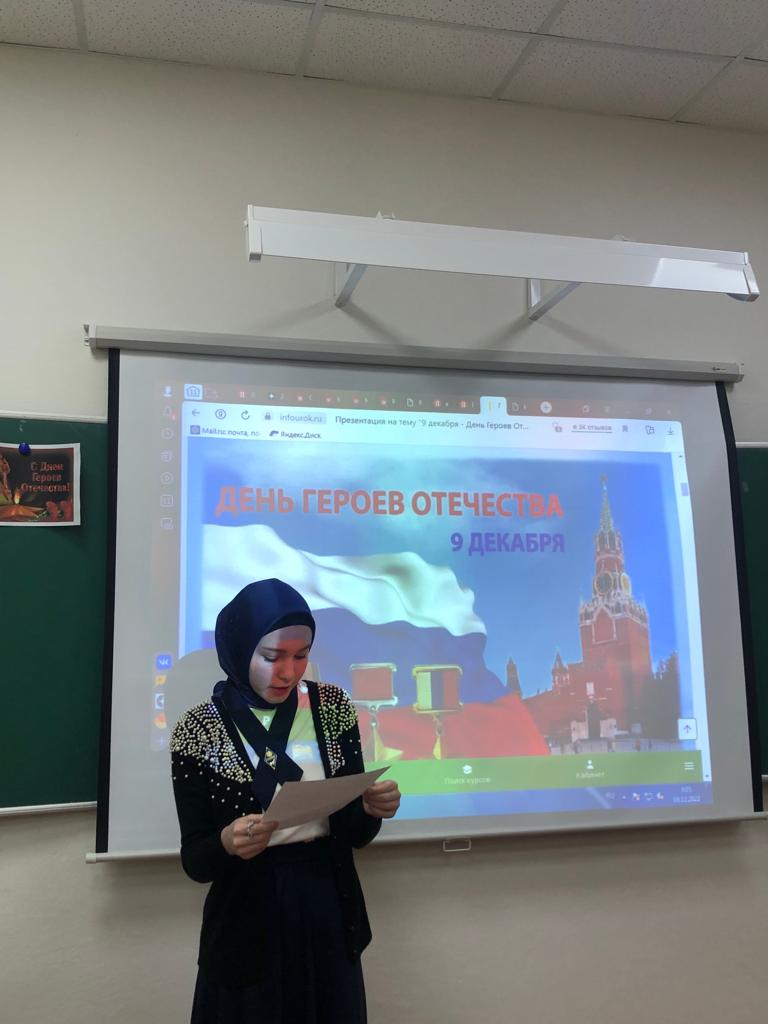 С Днем
Героев
Отечества!
infourok.ru
Презентация на тему "9 декабря - День Героев От...
Mail.ru: почта, по
Яндекс.Диск
ДЕНЬ ГЕРОЕВ ОТЕЧЕСТВА
9 ДЕКАБРЯ
Поиск курсов
Кабинет